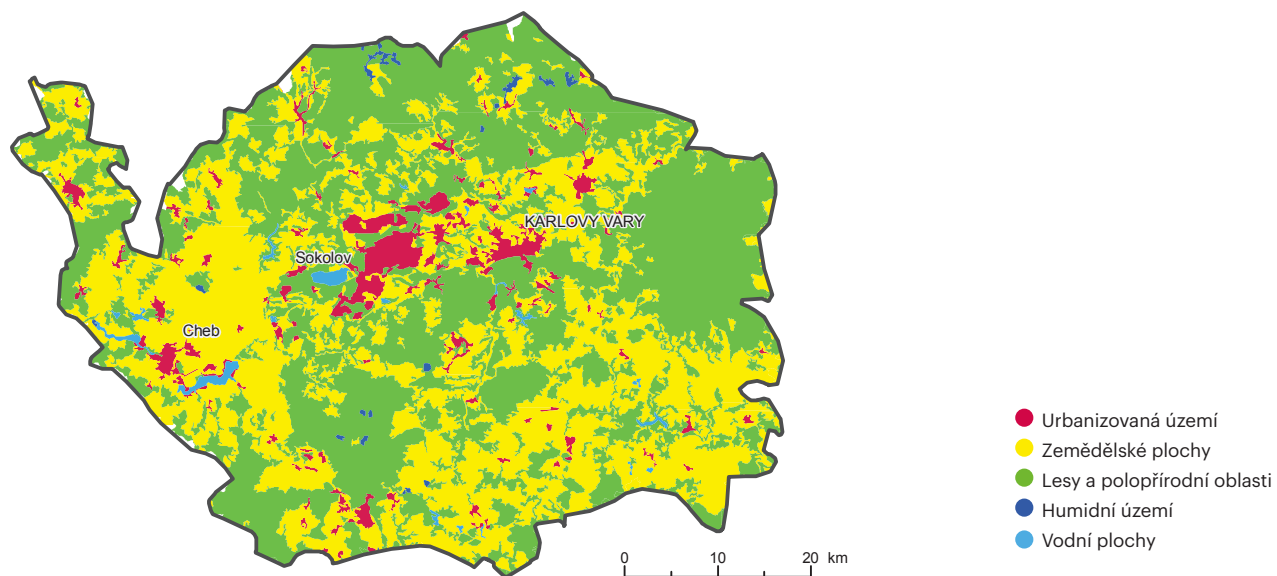 KARLOVY VARY
Sokolov
Cheb
Urbanizovaná území
Zemědělské plochy
Lesy a polopřírodní oblasti
Humidní území
Vodní plochy
0 10 20 km